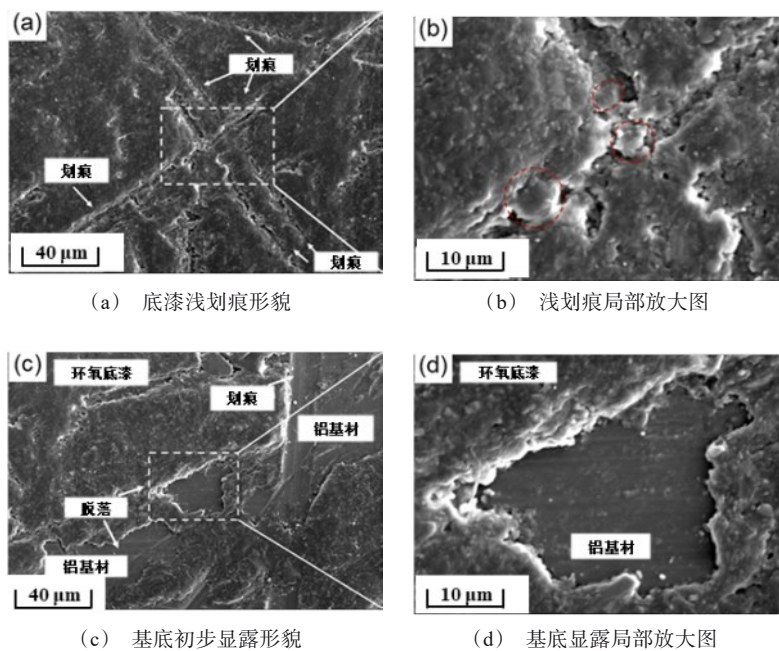 (a)
划痕
划痕
划痕
40 μm
(b)
10 μm
(a) 底漆浅划痕形貌
(b) 浅划痕局部放大图
(c)
环氧底漆
划痕
铝基材
脱落
铝基材
40 μm
(d)
环氧底漆
铝基材
10 μm
(c) 基底初步显露形貌
(d) 基底显露局部放大图